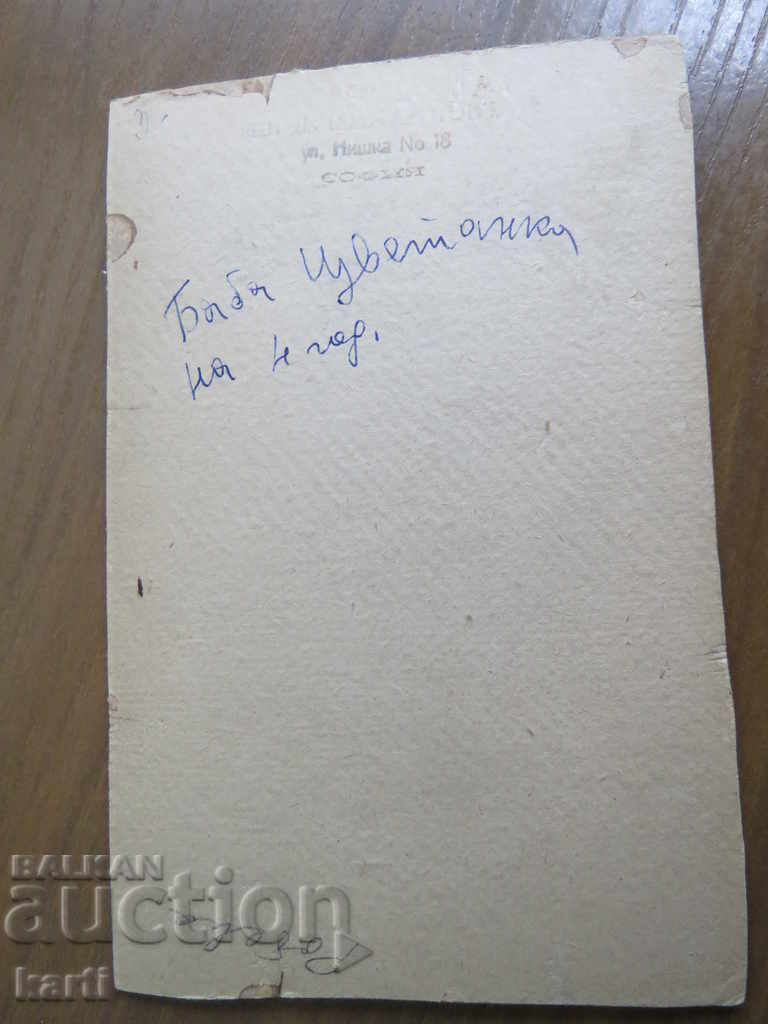 ул. Нишка No 18
СОФИЯ
Баба Цветанка
на 4 год.
BALKAN
auction
karti